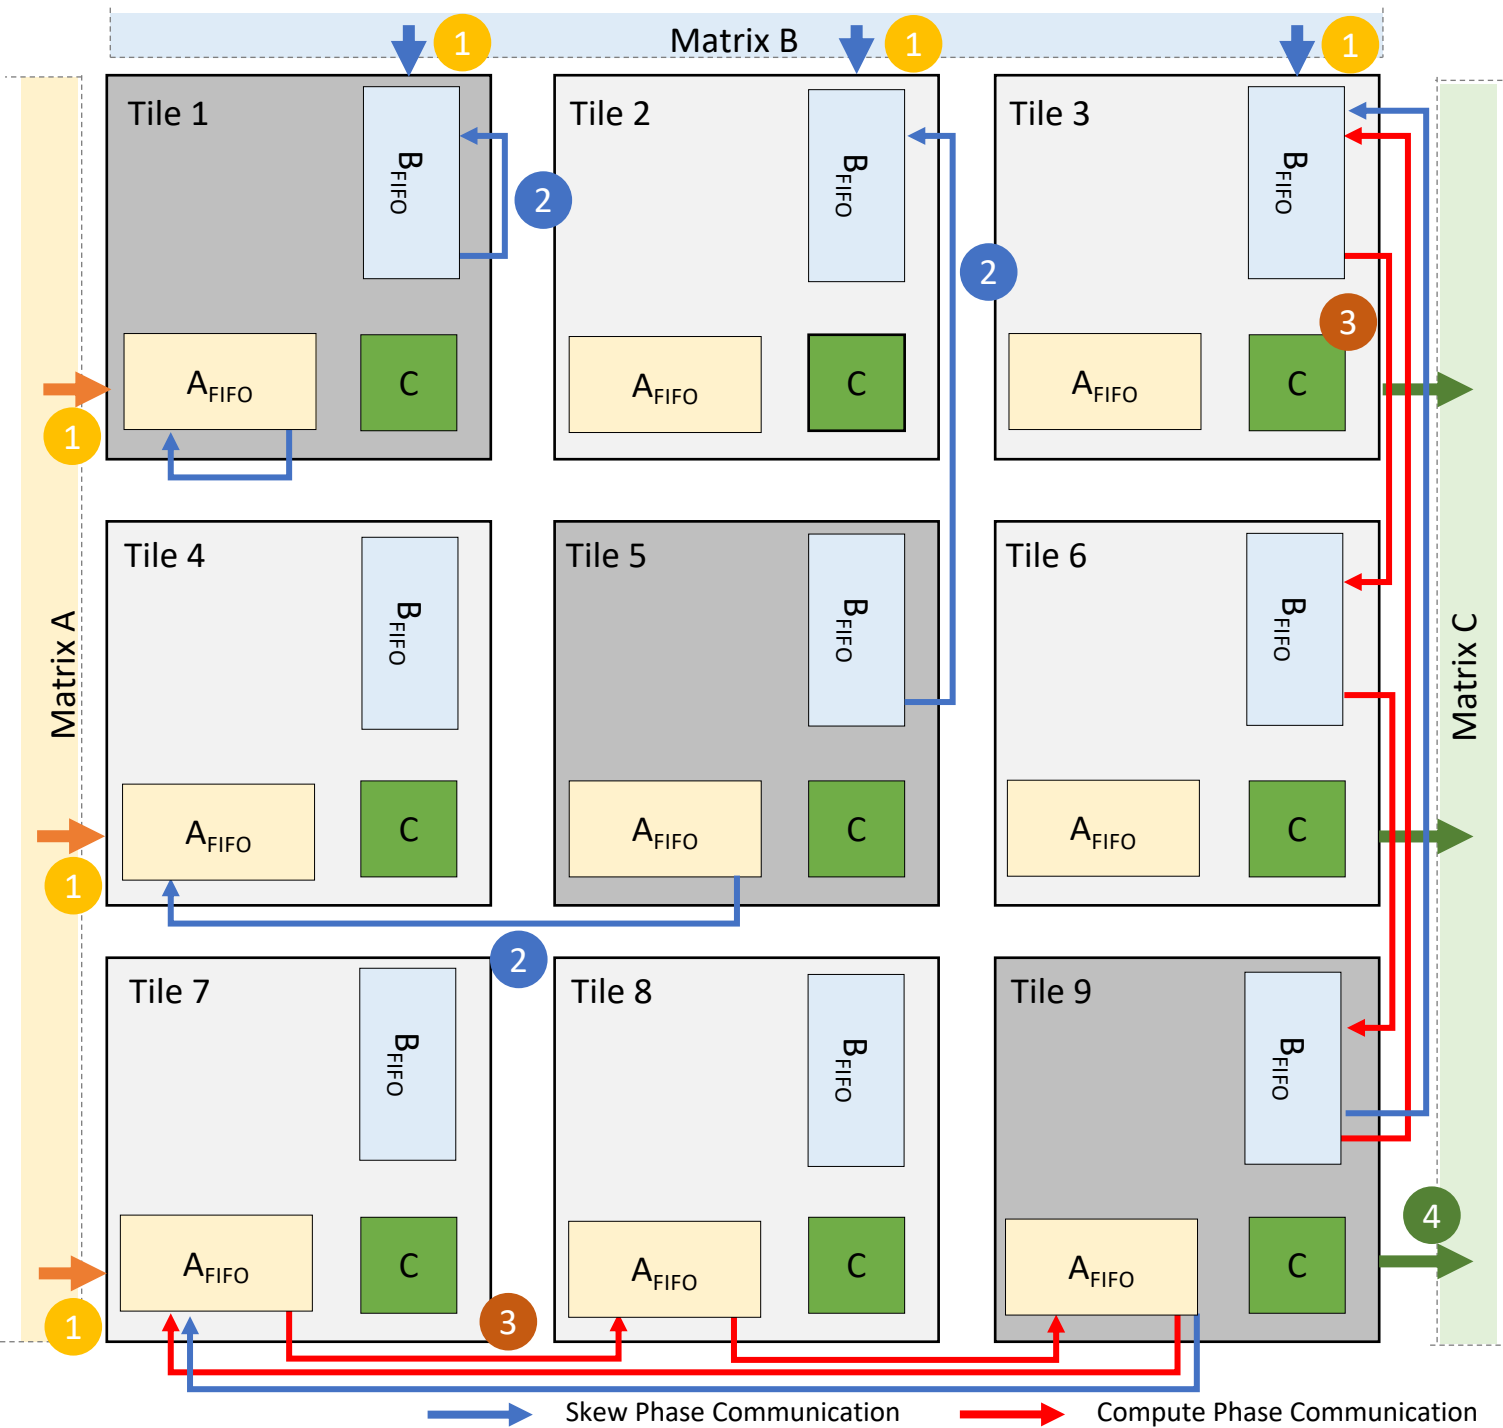 Matrix B
1
1
1
Tile 1
Tile 2
Tile 3
BFIFO
BFIFO
BFIFO
2
2
3
AFIFO
C
AFIFO
C
AFIFO
C
1
Tile 4
Tile 5
Tile 6
BFIFO
BFIFO
BFIFO
Matrix A
Matrix C
AFIFO
C
AFIFO
C
AFIFO
C
1
2
Tile 7
Tile 8
Tile 9
BFIFO
BFIFO
BFIFO
4
AFIFO
C
AFIFO
C
AFIFO
C
1
3
Skew Phase Communication
Compute Phase Communication